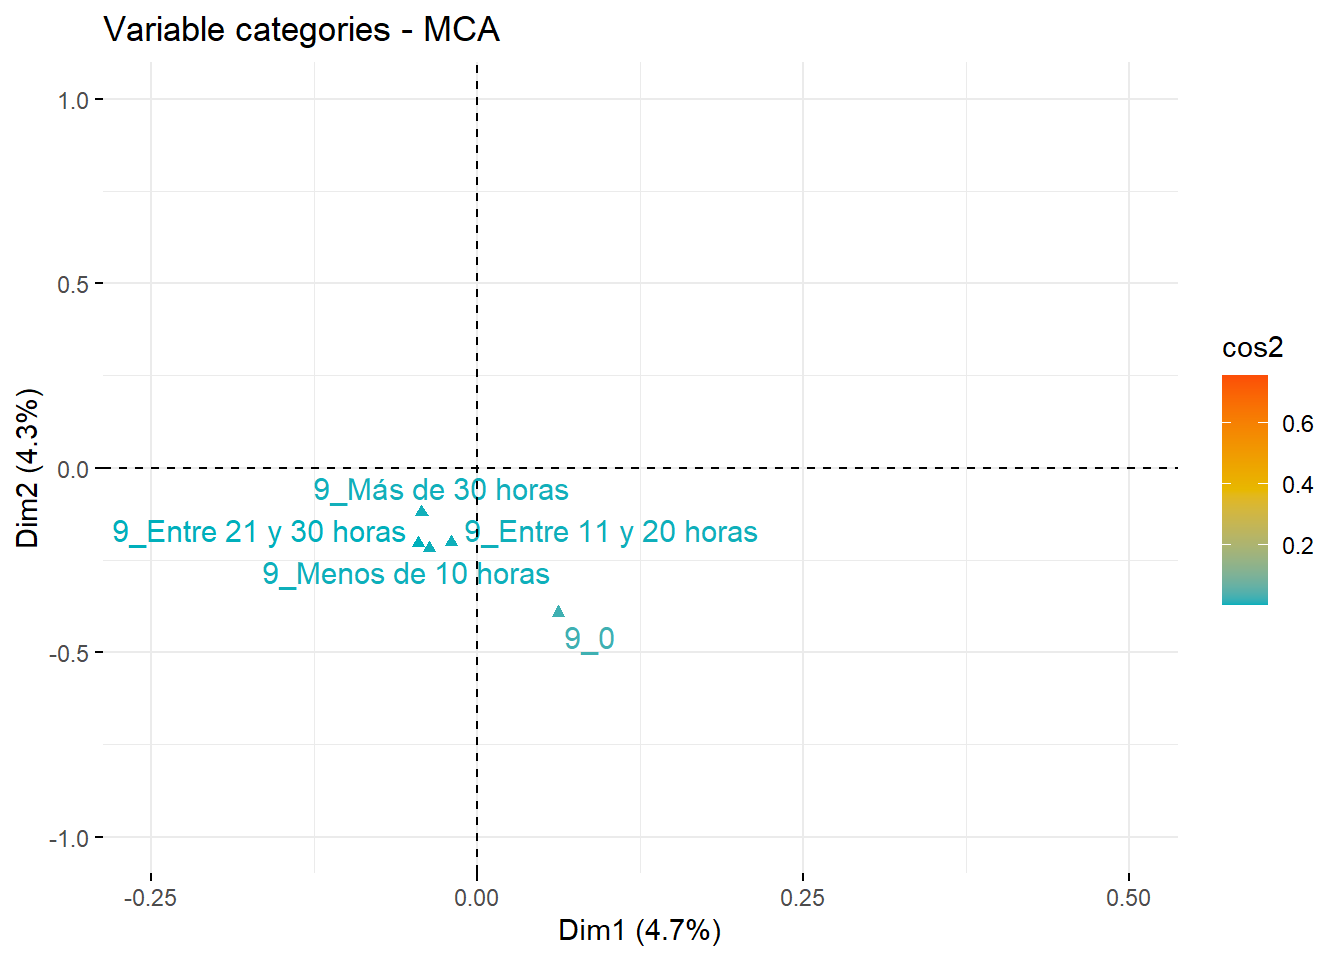 Variable categories - MCA
1.0
0.5
0.0
-0.5
-1.0
Dim2 (4.3%)
9_Más de 30 horas
9_Entre 21 y 30 horas
9_Entre 11 y 20 horas
9_Menos de 10 horas
9_0
-0.25
0.00
0.25
0.50
Dim1 (4.7%)
cos2
0.6
0.4
0.2